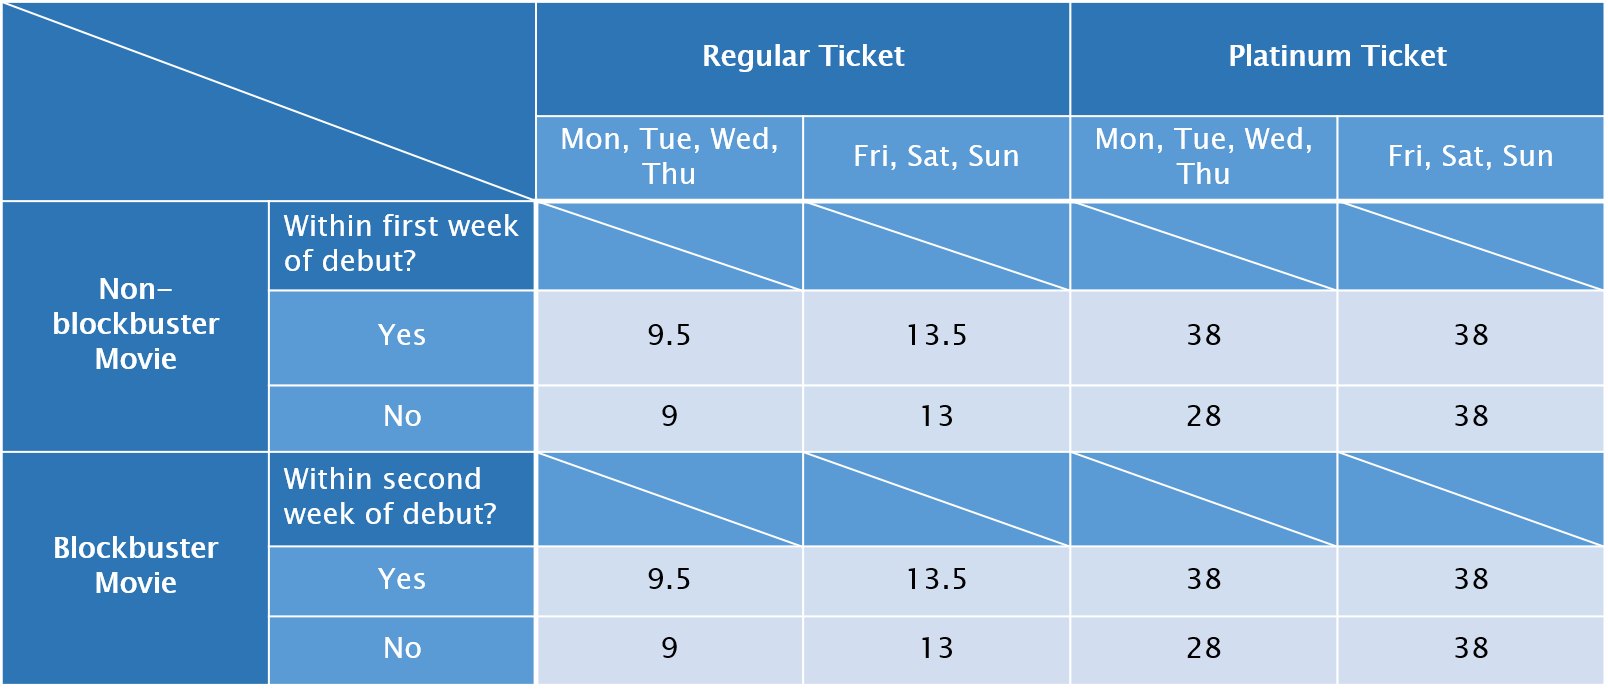 Regular Ticket
Platinum Ticket
Mon, Tue, Wed,
Thu
Fri, Sat, Sun
Mon, Tue, Wed,
Thu
Fri, Sat, Sun
Non-
blockbuster
Movie
Within first week
of debut?
Yes
9.5
13.5
38
38
No
9
13
28
38
Blockbuster
Movie
Within second
week of debut?
Yes
9.5
13.5
38
38
No
9
13
28
38